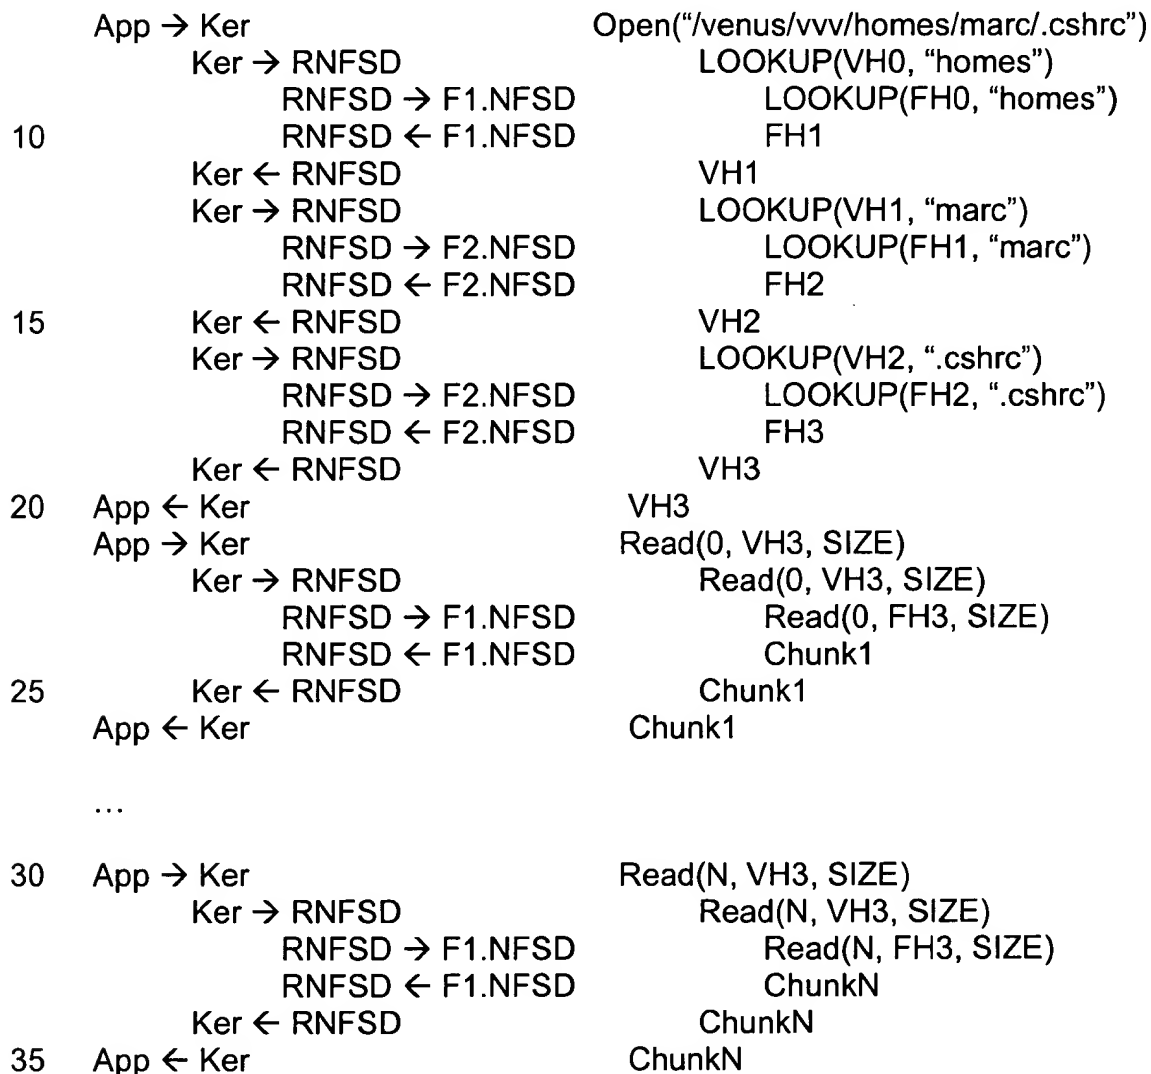 App → Ker Open("/venus/vvv/homes/marc/.cshrc")
Ker → RNFSD LOOKUP(VH0, "homes")
RNFSD → F1.NFSD LOOKUP(FH0, "homes")
10 RNFSD ← F1.NFSD FH1
Ker ← RNFSD VH1
Ker → RNFSD LOOKUP(VH1, "marc")
RNFSD → F2.NFSD LOOKUP(FH1, "marc")
RNFSD ← F2.NFSD FH2
15 Ker ← RNFSD VH2
Ker → RNFSD LOOKUP(VH2, ".cshrc")
RNFSD → F2.NFSD LOOKUP(FH2, ".cshrc")
RNFSD ← F2.NFSD FH3
Ker ← RNFSD VH3
20 App ← Ker VH3
App → Ker Read(0, VH3, SIZE)
Ker → RNFSD Read(0, VH3, SIZE)
RNFSD → F1.NFSD Read(0, FH3, SIZE)
RNFSD ← F1.NFSD Chunk1
25 Ker ← RNFSD Chunk1
App ← Ker Chunk1
...
30 App → Ker Read(N, VH3, SIZE)
Ker → RNFSD Read(N, VH3, SIZE)
RNFSD → F1.NFSD Read(N, FH3, SIZE)
RNFSD ← F1.NFSD ChunkN
Ker ← RNFSD ChunkN
35 App ← Ker ChunkN